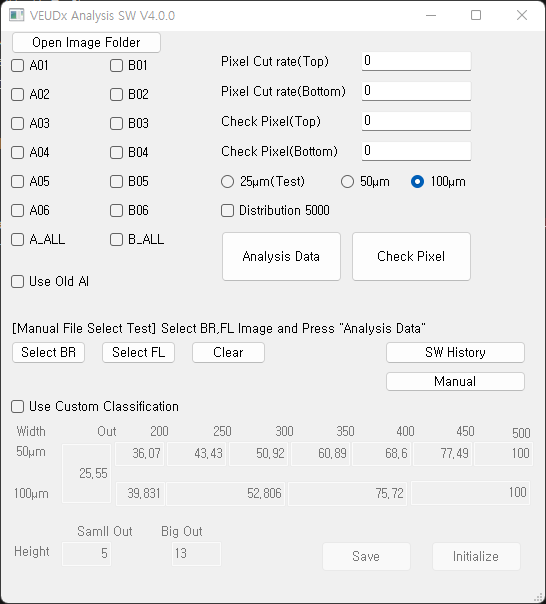 VEUDx Analysis SW V4.0.0
Open Image Folder
A01 B01 Pixel Cut rate(Top) 0
A02 B02 Pixel Cut rate(Bottom) 0
A03 B03 Check Pixel(Top) 0
A04 B04 Check Pixel(Bottom) 0
A05 B05 25µm(Test) 50µm 100µm
A06 B06 Distribution 5000
A_ALL B_ALL Analysis Data Check Pixel
Use Old AI
[Manual File Select Test] Select BR,FL Image and Press "Analysis Data"
Select BR Select FL Clear SW History
Manual
Use Custom Classification
Width Out 200 250 300 350 400 450 500
50µm 36,07 43,43 50,92 60,89 68,6 77,49 100
25,55
100µm 39,831 52,806 75,72 100
Samll Out Big Out
Height 5 13 Save Initialize